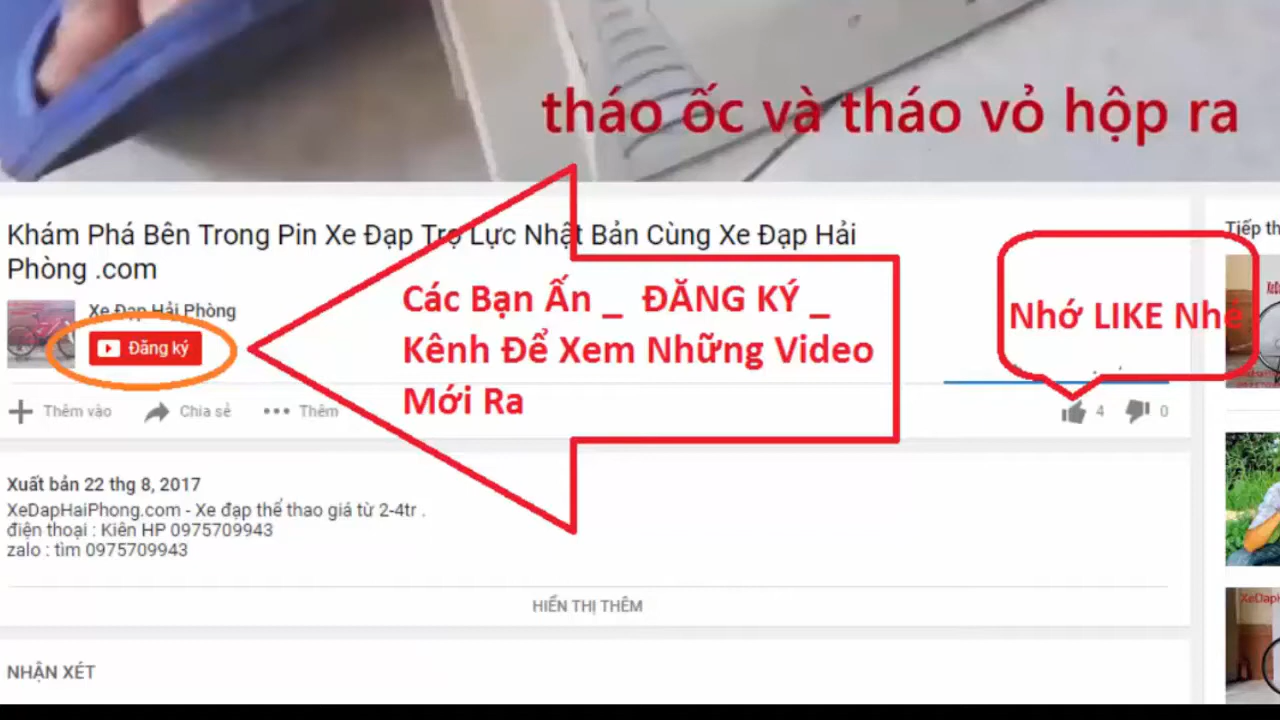 tháo ốc và tháo vỏ hộp ra
Khám Phá Bên Trong Pin Xe Đạp Trợ Lực Nhật Bản Cùng Xe Đạp Hải
Phòng .com
Xe Đạp Hải Phòng
Đăng ký
Các Bạn Ấn _ ĐĂNG KÝ _
Kênh Để Xem Những Video
Mới Ra
Nhớ LIKE Nhé
Tiếp th
Thêm vào
Chia sẻ
Thêm
4
0
Xuất bản 22 thg 8, 2017
XeDapHaiPhong.com - Xe đạp thể thao giá từ 2-4tr .
điện thoại : Kiên HP 0975709943
zalo : tìm 0975709943
HIỂN THỊ THÊM
NHẬN XÉT